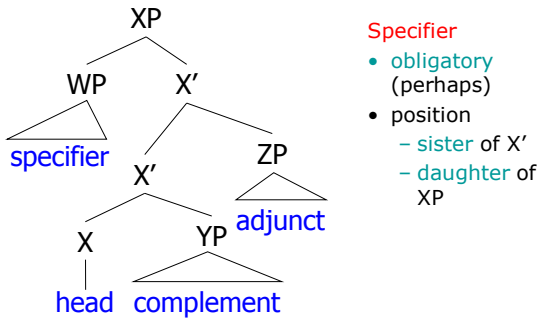 XP
WP X’
specifier
X’ ZP
adjunct
X YP
head complement
Specifier
• obligatory
(perhaps)
• position
– sister of X’
– daughter of
XP